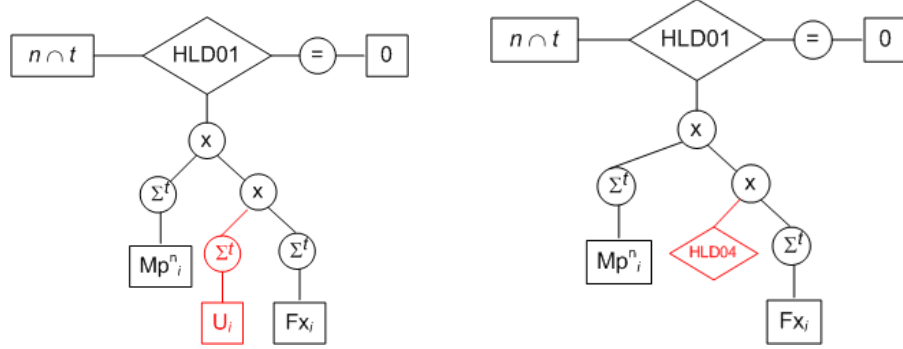 n ∩ t HLD01 = 0
x
Σᵗ x
Mpⁿᵢ Σᵗ Σᵗ
Uᵢ Fxᵢ
n ∩ t HLD01 = 0
x
Σᵗ x
Mpⁿᵢ HLD04 Σᵗ
Fxᵢ